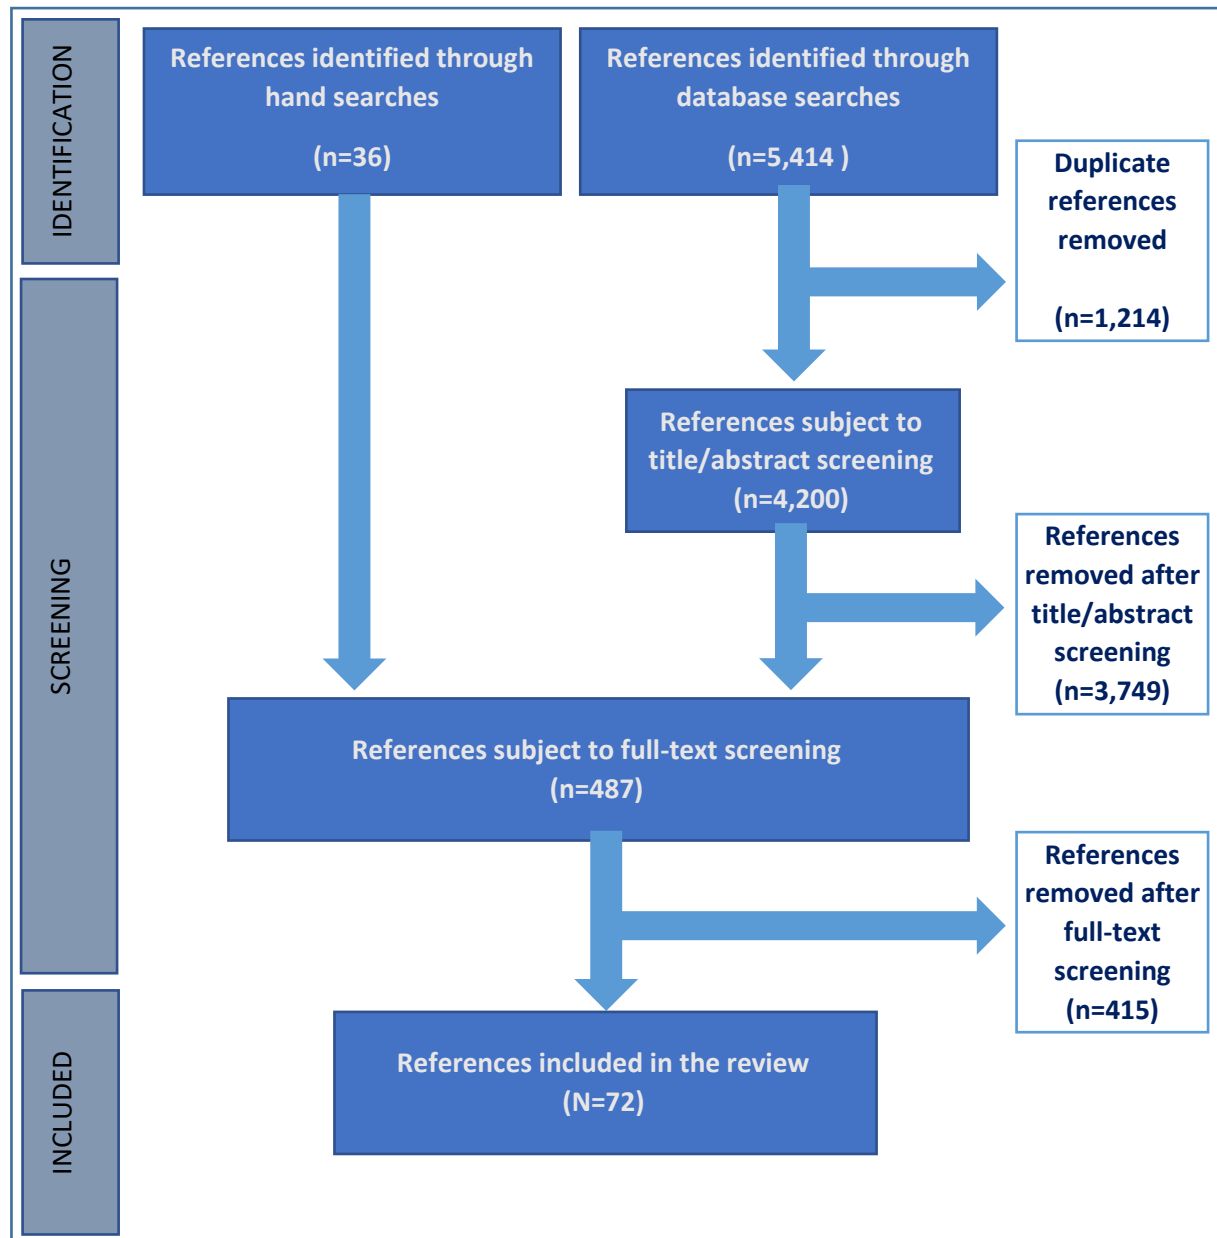 IDENTIFICATION
References identified through
hand searches
(n=36)
References identified through
database searches
(n=5,414 )
Duplicate
references
removed
(n=1,214)
SCREENING
References subject to
title/abstract screening
(n=4,200)
References
removed after
title/abstract
screening
(n=3,749)
References subject to full-text screening
(n=487)
References
removed after
full-text
screening
(n=415)
INCLUDED
References included in the review
(N=72)